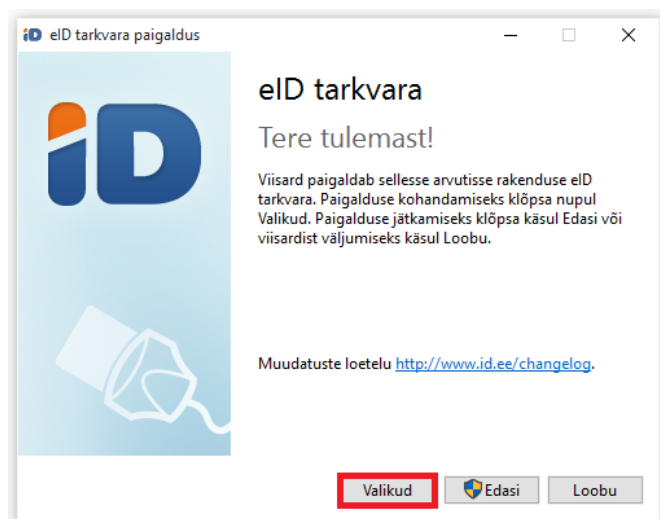 eID tarkvara paigaldus
iD
eID tarkvara
Tere tulemast!
Viisard paigaldab sellesse arvutisse rakenduse eID
tarkvara. Paigalduse kohandamiseks klõpsa nupul
Valikud. Paigalduse jätkamiseks klõpsa käsul Edasi või
viisardist väljumiseks käsul Loobu.
Muudatuste loetelu http://www.id.ee/changelog.
Valikud Edasi Loobu